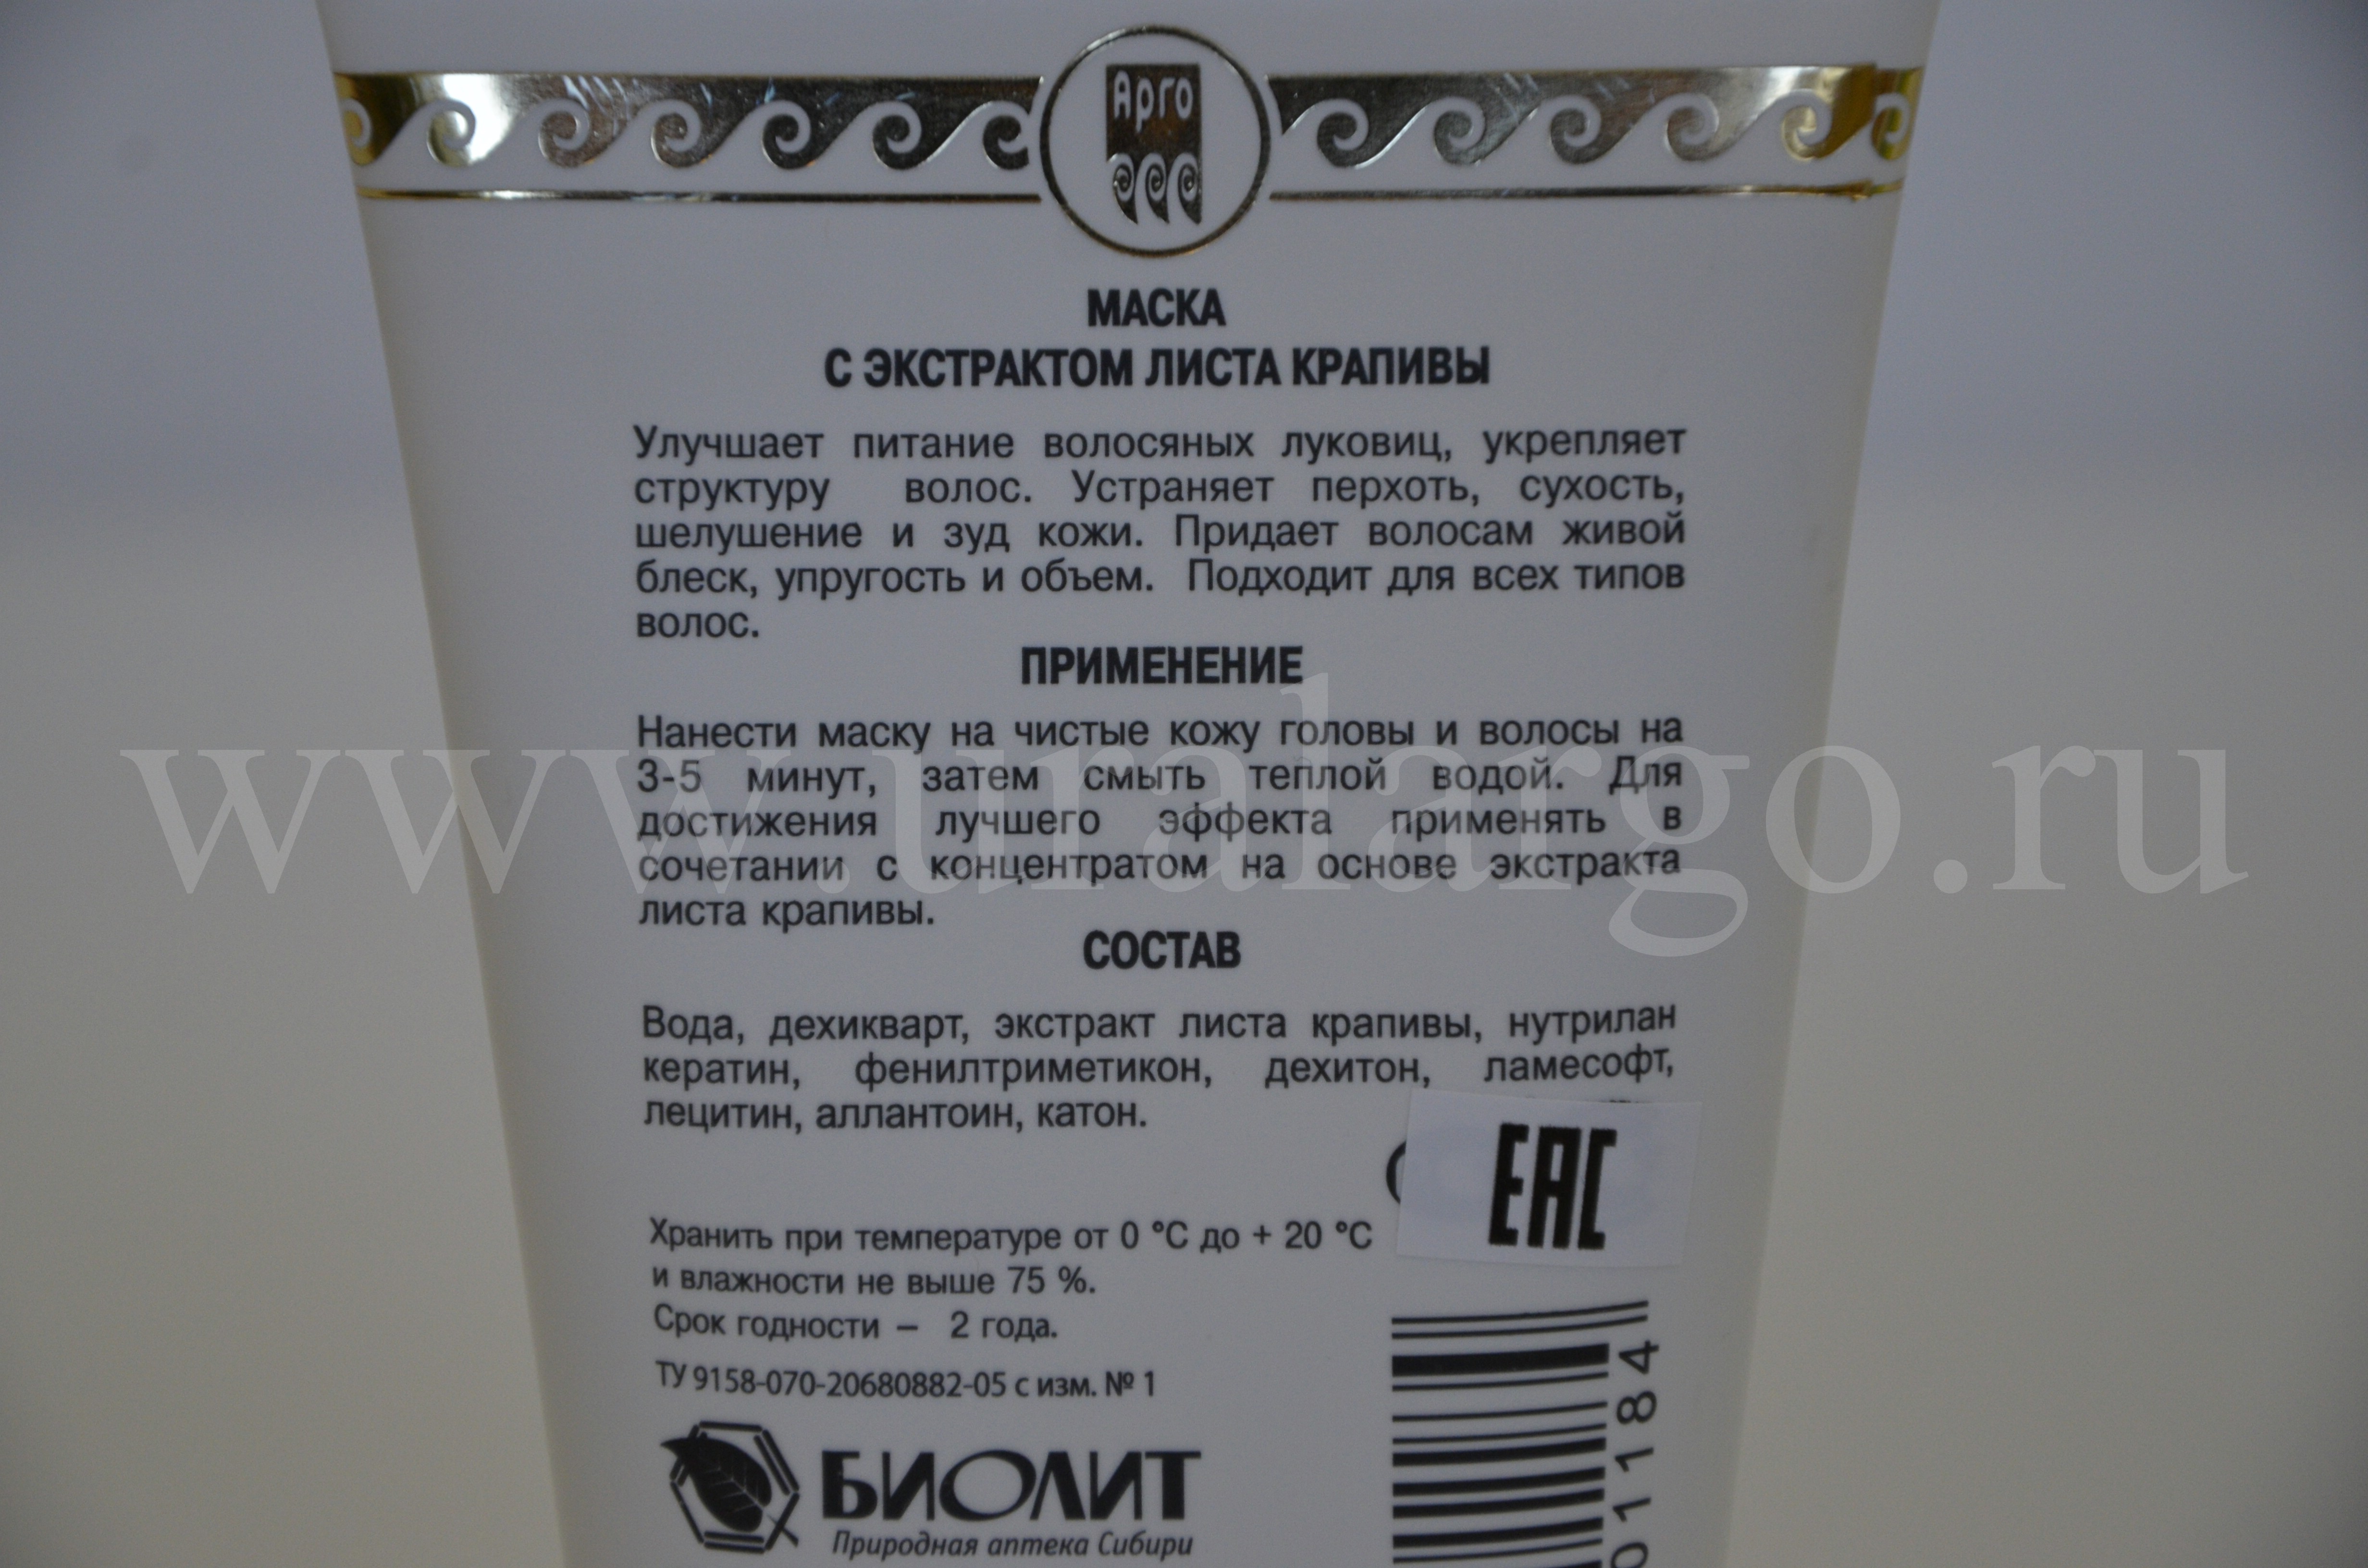 Арго
МАСКА
С ЭКСТРАКТОМ ЛИСТА КРАПИВЫ
Улучшает питание волосяных луковиц, укрепляет
структуру волос. Устраняет перхоть, сухость,
шелушение и зуд кожи. Придает волосам живой
блеск, упругость и объем. Подходит для всех типов
волос.
ПРИМЕНЕНИЕ
Нанести маску на чистые кожу головы и волосы на
3-5 минут, затем смыть теплой водой. Для
достижения лучшего эффекта применять в
сочетании с концентратом на основе экстракта
листа крапивы.
www.uralargo.ru
СОСТАВ
Вода, дехикварт, экстракт листа крапивы, нутрилан
кератин, фенилтриметикон, дехитон, ламесофт,
лецитин, аллантоин, катон.
EAC
Хранить при температуре от 0 °С до + 20 °С
и влажности не выше 75 %.
Срок годности – 2 года.
ТУ 9158-070-20680882-05 с изм. № 1
БИОЛИТ
Природная аптека Сибири
01184